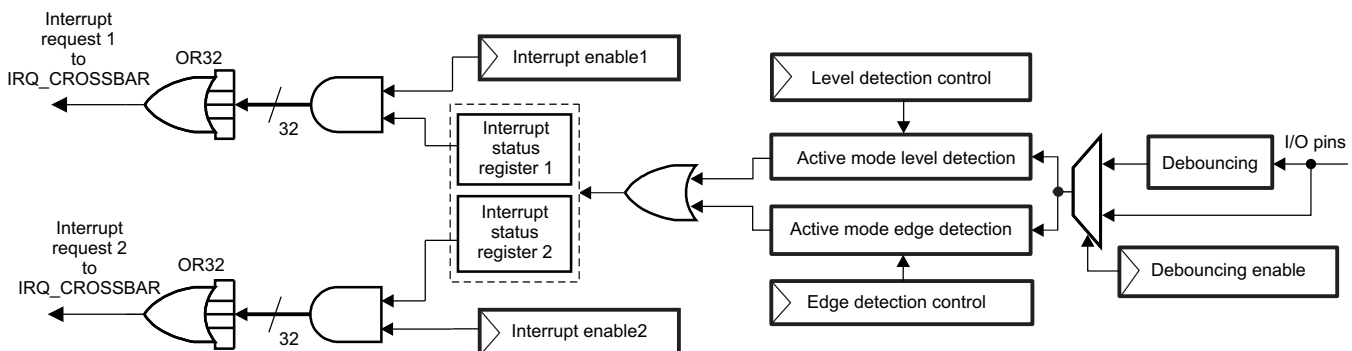 Interrupt
request 1
to
IRQ_CROSSBAR
OR32
32
Interrupt enable1
Interrupt
status
register 1
Interrupt
status
register 2
Level detection control
Active mode level detection
Active mode edge detection
Edge detection control
I/O pins
Debouncing
Debouncing enable
Interrupt
request 2
to
IRQ_CROSSBAR
OR32
32
Interrupt enable2